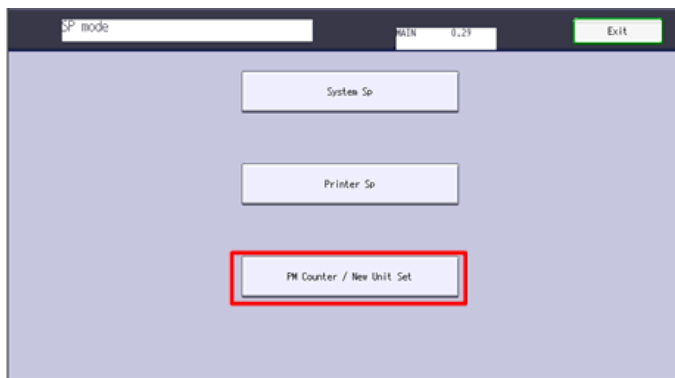 SP mode
MAIN 0.29
Exit
System Sp
Printer Sp
PM Counter / New Unit Set